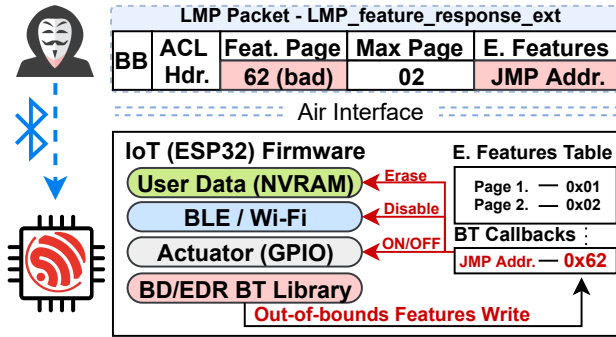 LMP Packet - LMP_feature_response_ext
BB ACL Hdr. Feat. Page Max Page E. Features
62 (bad) 02 JMP Addr.
Air Interface
IoT (ESP32) Firmware
E. Features Table
User Data (NVRAM)
Erase
Page 1. — 0x01
Page 2. — 0x02
BLE / Wi-Fi
Disable
BT Callbacks
Actuator (GPIO)
ON/OFF
JMP Addr. — 0x62
BD/EDR BT Library
Out-of-bounds Features Write